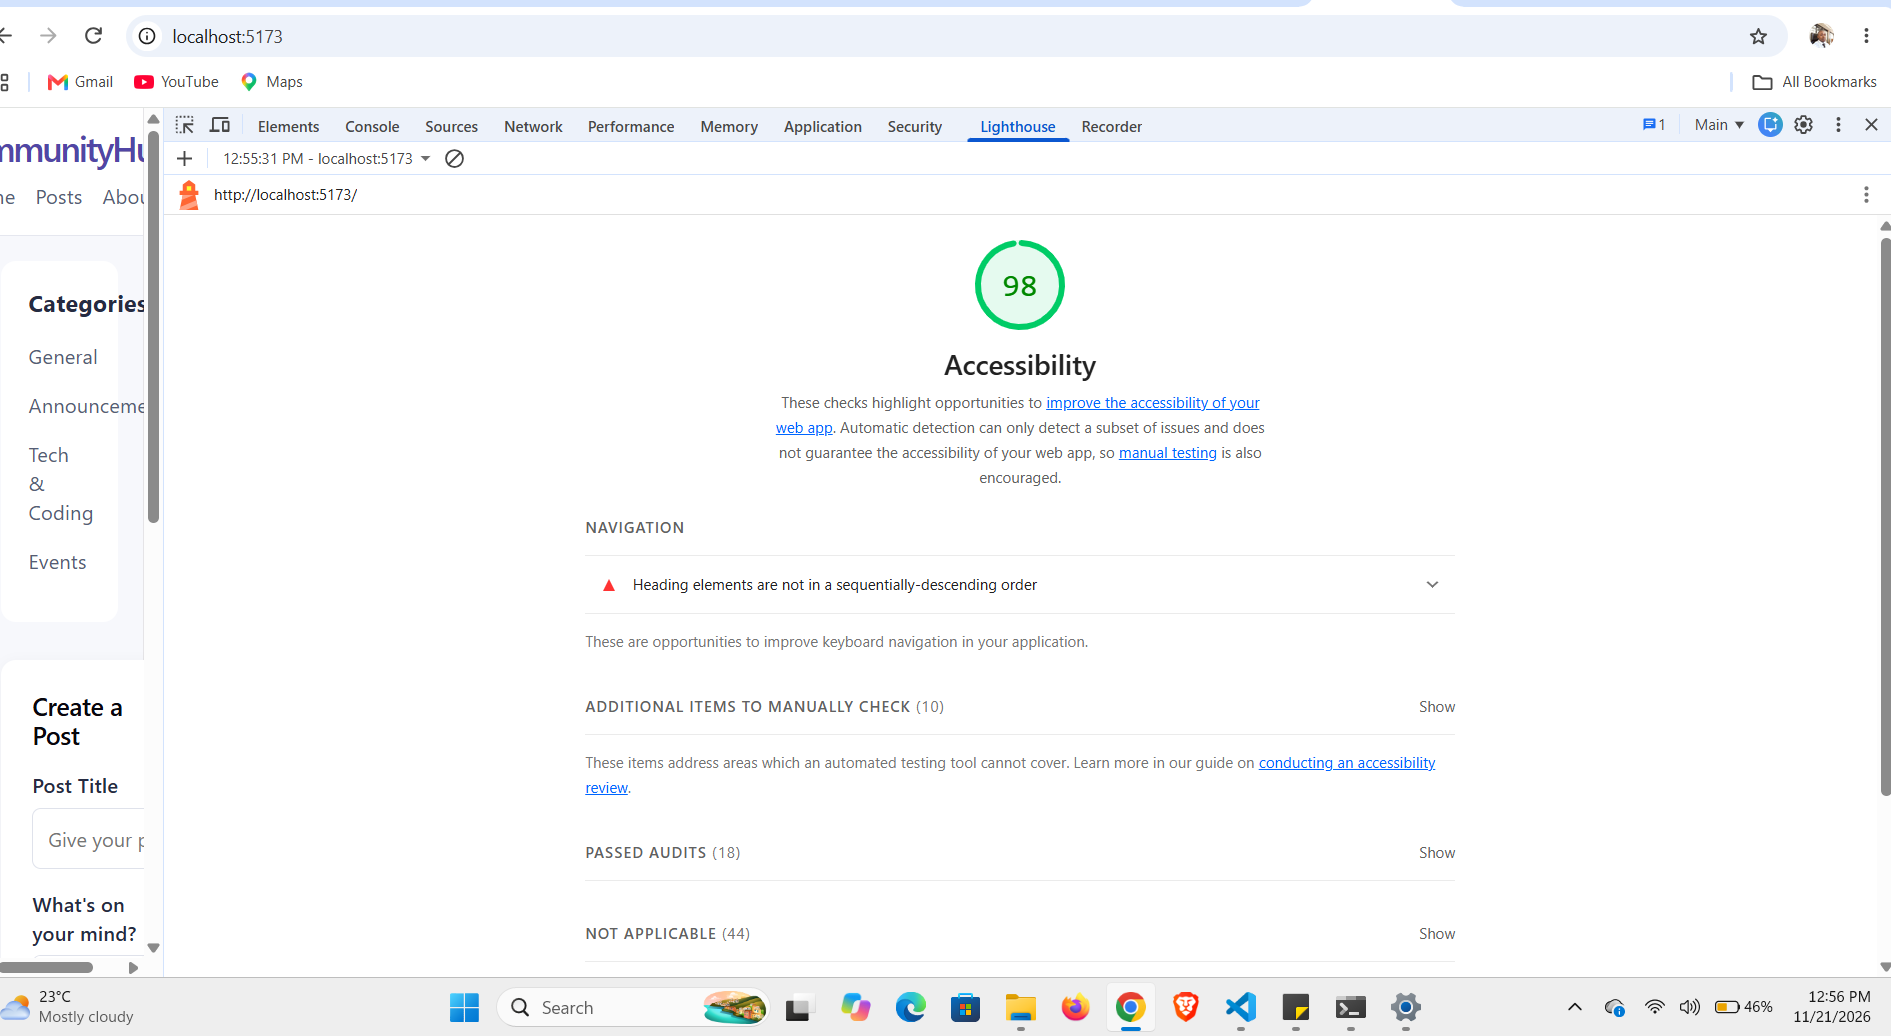 localhost:5173
Gmail
YouTube
Maps
All Bookmarks
Elements
Console
Sources
Network
Performance
Memory
Application
Security
Lighthouse
Recorder
1
Main
12:55:31 PM - localhost:5173
http://localhost:5173/
mmunityHu
ne Posts Abou
Categories
General
Announceme
Tech
&
Coding
Events
Create a
Post
Post Title
Give your p
What's on
your mind?
98
Accessibility
These checks highlight opportunities to improve the accessibility of your
web app. Automatic detection can only detect a subset of issues and does
not guarantee the accessibility of your web app, so manual testing is also
encouraged.
NAVIGATION
Heading elements are not in a sequentially-descending order
These are opportunities to improve keyboard navigation in your application.
ADDITIONAL ITEMS TO MANUALLY CHECK (10)
Show
These items address areas which an automated testing tool cannot cover. Learn more in our guide on conducting an accessibility
review.
PASSED AUDITS (18)
Show
NOT APPLICABLE (44)
Show
23°C
Mostly cloudy
Search
46%
12:56 PM
11/21/2026